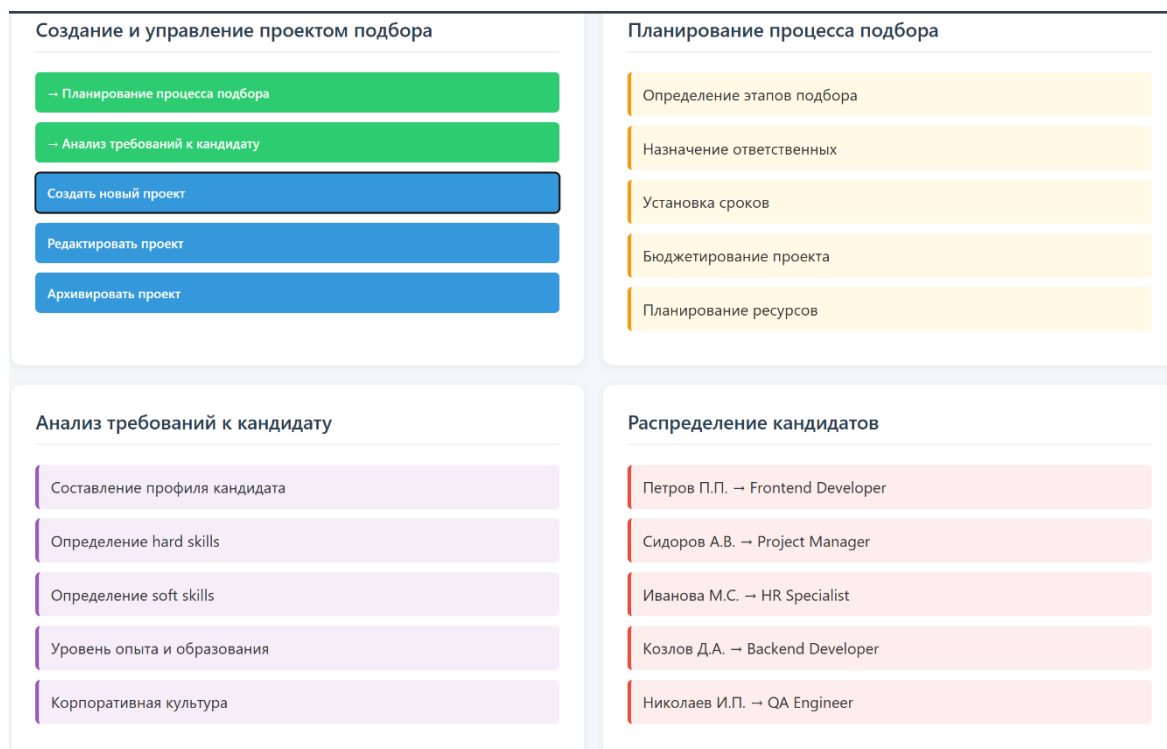 Создание и управление проектом подбора
→ Планирование процесса подбора
→ Анализ требований к кандидату
Создать новый проект
Редактировать проект
Архивировать проект
Планирование процесса подбора
Определение этапов подбора
Назначение ответственных
Установка сроков
Бюджетирование проекта
Планирование ресурсов
Анализ требований к кандидату
Составление профиля кандидата
Определение hard skills
Определение soft skills
Уровень опыта и образования
Корпоративная культура
Распределение кандидатов
Петров П.П. → Frontend Developer
Сидоров А.В. → Project Manager
Иванова М.С. → HR Specialist
Козлов Д.А. → Backend Developer
Николаев И.П. → QA Engineer